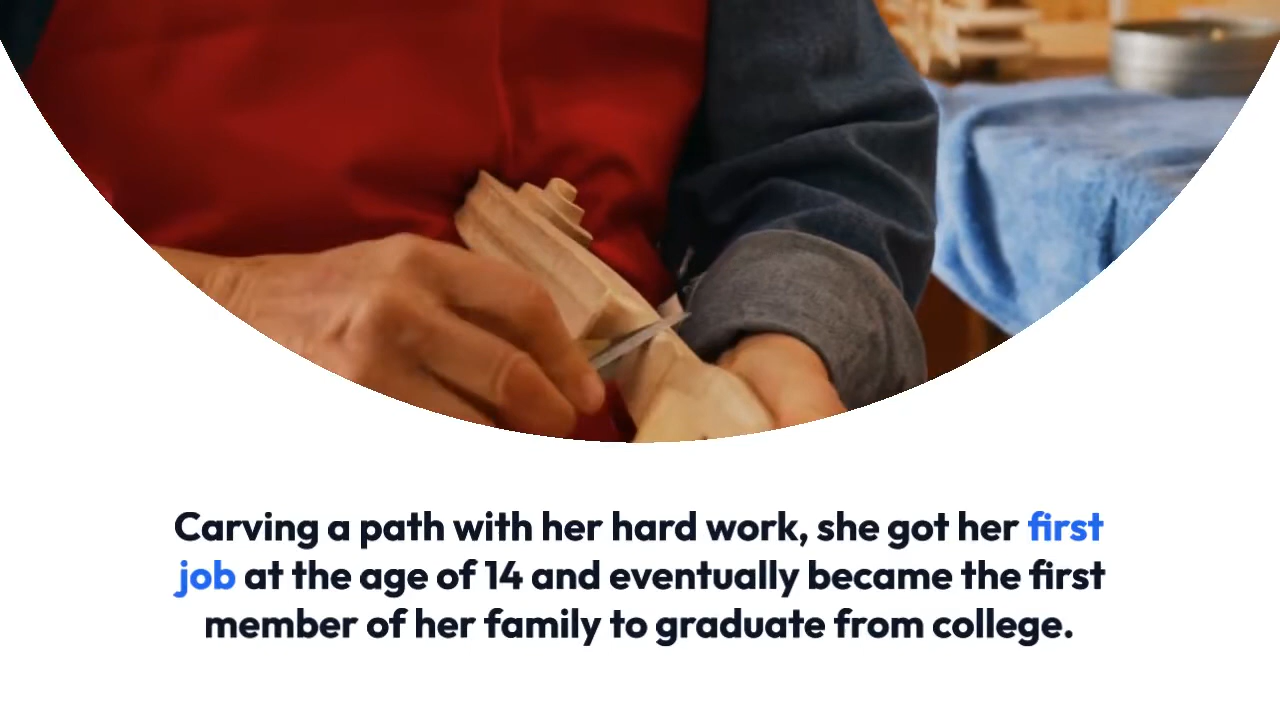 Carving a path with her hard work, she got her first
job at the age of 14 and eventually became the first
member of her family to graduate from college.